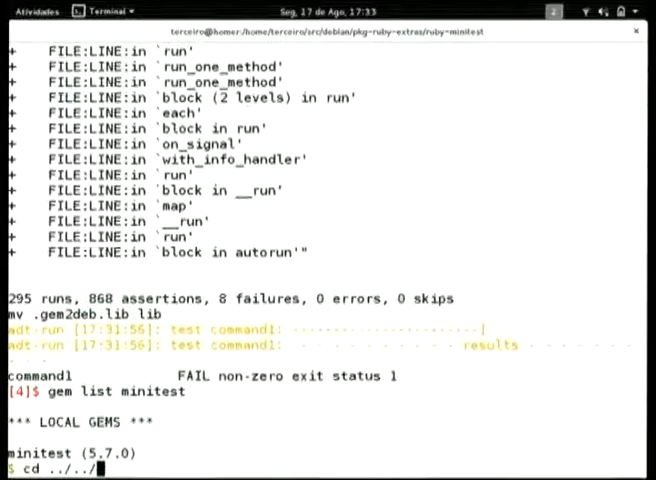 Atividades Terminal Seg, 17 de Ago, 17:33 2
terceiro@homer:/home/terceiro/src/debian/pkg-ruby-extras/ruby-minitest ×
+ FILE:LINE:in `run'
+ FILE:LINE:in `run_one_method'
+ FILE:LINE:in `run_one_method'
+ FILE:LINE:in `block (2 levels) in run'
+ FILE:LINE:in `each'
+ FILE:LINE:in `block in run'
+ FILE:LINE:in `on_signal'
+ FILE:LINE:in `with_info_handler'
+ FILE:LINE:in `run'
+ FILE:LINE:in `block in __run'
+ FILE:LINE:in `map'
+ FILE:LINE:in `__run'
+ FILE:LINE:in `run'
+ FILE:LINE:in `block in autorun'"
295 runs, 868 assertions, 8 failures, 0 errors, 0 skips
mv .gem2deb.lib lib
adt-run [17:31:56]: test command1: -----------------------]
adt-run [17:31:56]: test command1: - - - - - - - - - - results - - - - - - - - - -
command1 FAIL non-zero exit status 1
[4]$ gem list minitest
*** LOCAL GEMS ***
minitest (5.7.0)
$ cd ../../